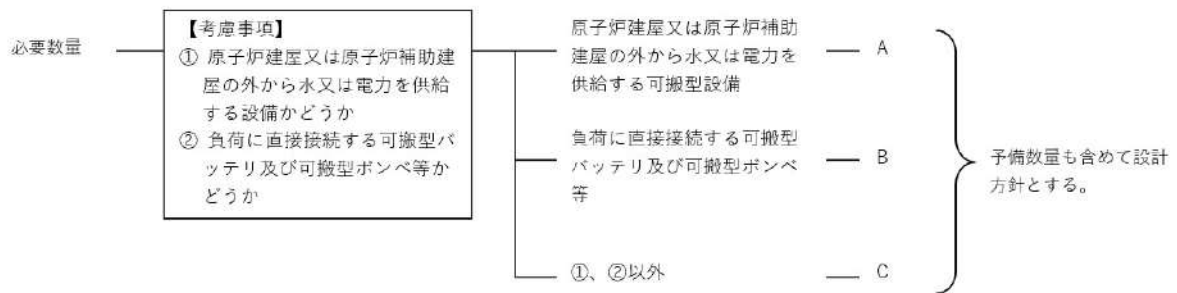 必要数量
【考慮事項】
① 原子炉建屋又は原子炉補助建
屋の外から水又は電力を供給
する設備かどうか
② 負荷に直接接続する可搬型バ
ッテリ及び可搬型ボンベ等か
どうか
原子炉建屋又は原子炉補助
建屋の外から水又は電力を
供給する可搬型設備
A
負荷に直接接続する可搬型
バッテリ及び可搬型ボンベ
等
B
①、②以外
C
予備数量も含めて設計
方針とする。